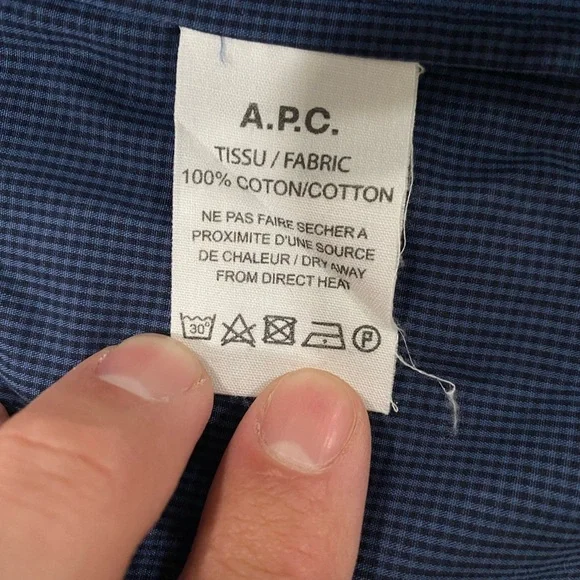 A.P.C.
TISSU / FABRIC
100% COTON/COTTON
NE PAS FAIRE SECHER A
PROXIMITE D'UNE SOURCE
DE CHALEUR / DRY AWAY
FROM DIRECT HEAT
30° P